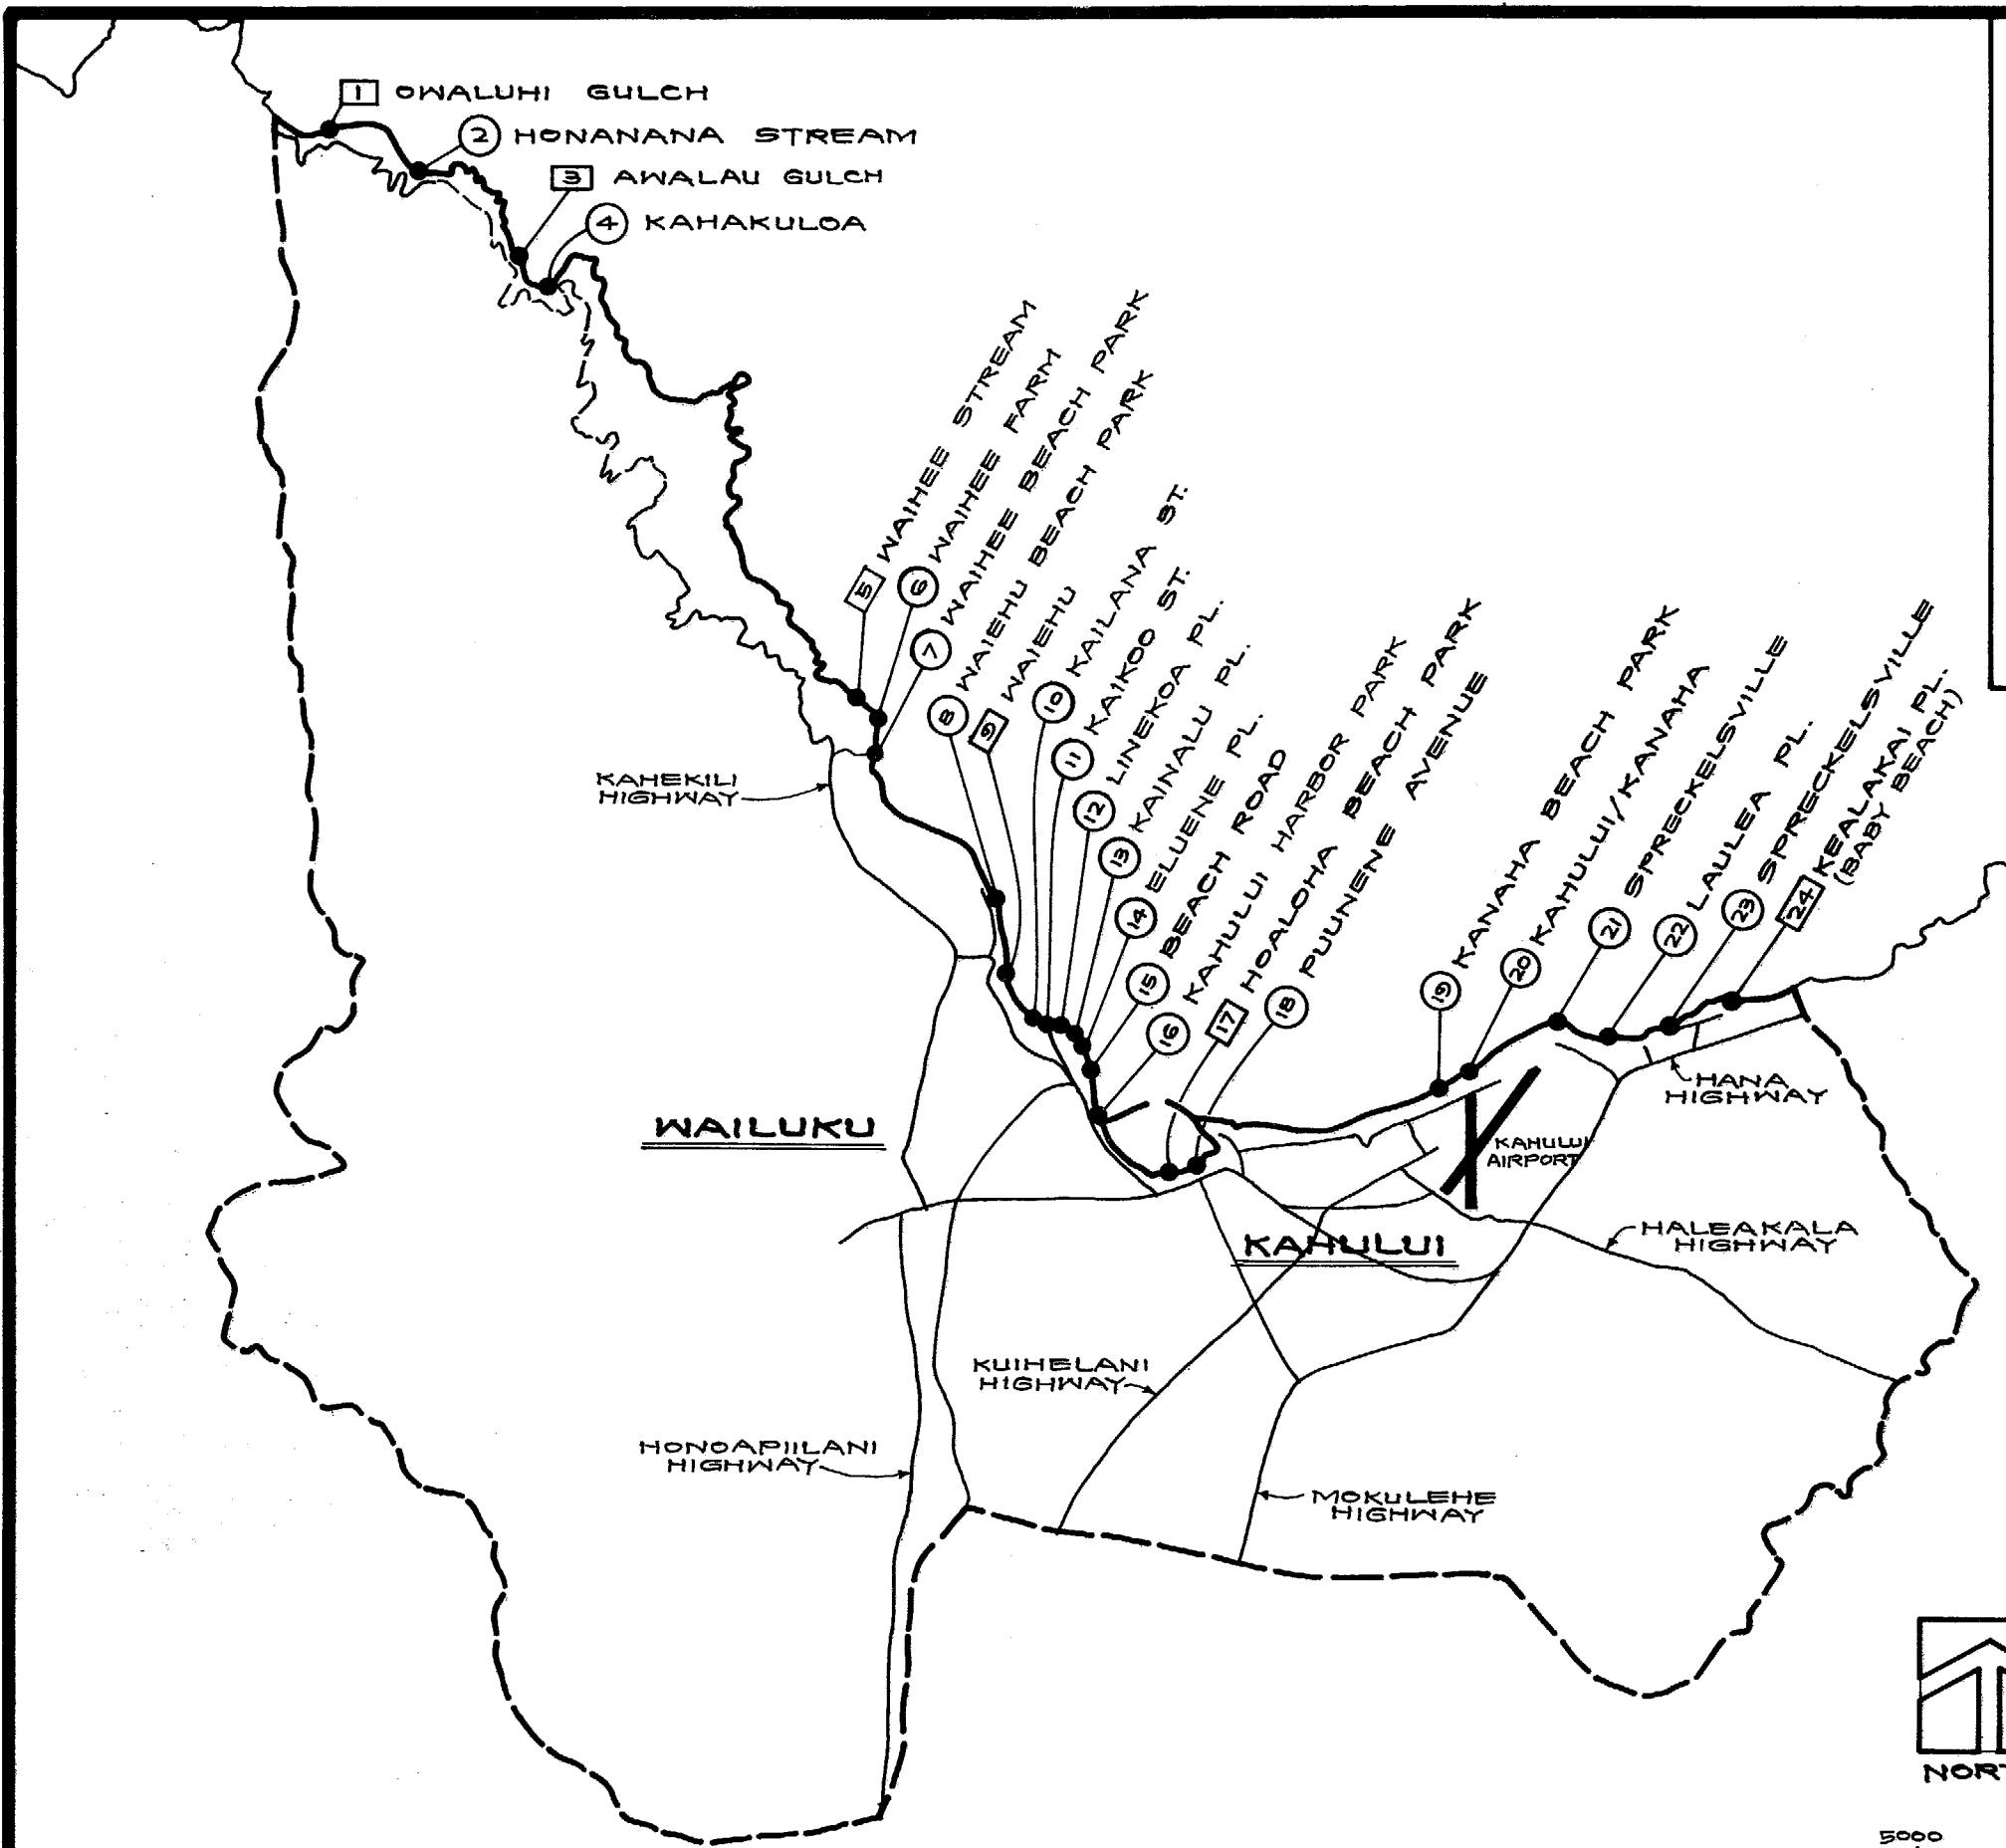 1 OWALUHI GULCH
2 HONANANA STREAM
3 AWALAU GULCH
4 KAHAKULOA
5 WAIHEE STREAM
6 WAIHEE FARM
7 WAIHEE BEACH PARK
8 WAIEHU BEACH PARK
9 WAIEHU
10 KAILANA ST.
11 KAIKOO ST.
12 LINEKOA PL.
13 KAINALU PL.
14 ELUENE PL.
15 BEACH ROAD
16 KAHULUI HARBOR PARK
17 HOALOHA BEACH PARK
18 PUUNENE AVENUE
19 KANAHA BEACH PARK
20 KAHULUI/KANAHA
21 SPRECKELSVILLE
22 LAULEA PL.
23 SPRECKELSVILLE
24 KEALAKAI PL.
(BABY BEACH)
KAHEKILI
HIGHWAY
HANA
HIGHWAY
WAILUKU
KAHULUI
AIRPORT
KAHULUI
HALEAKALA
HIGHWAY
KUIHELANI
HIGHWAY
HONOAPIILANI
HIGHWAY
MOKULEHE
HIGHWAY
NORT
5000